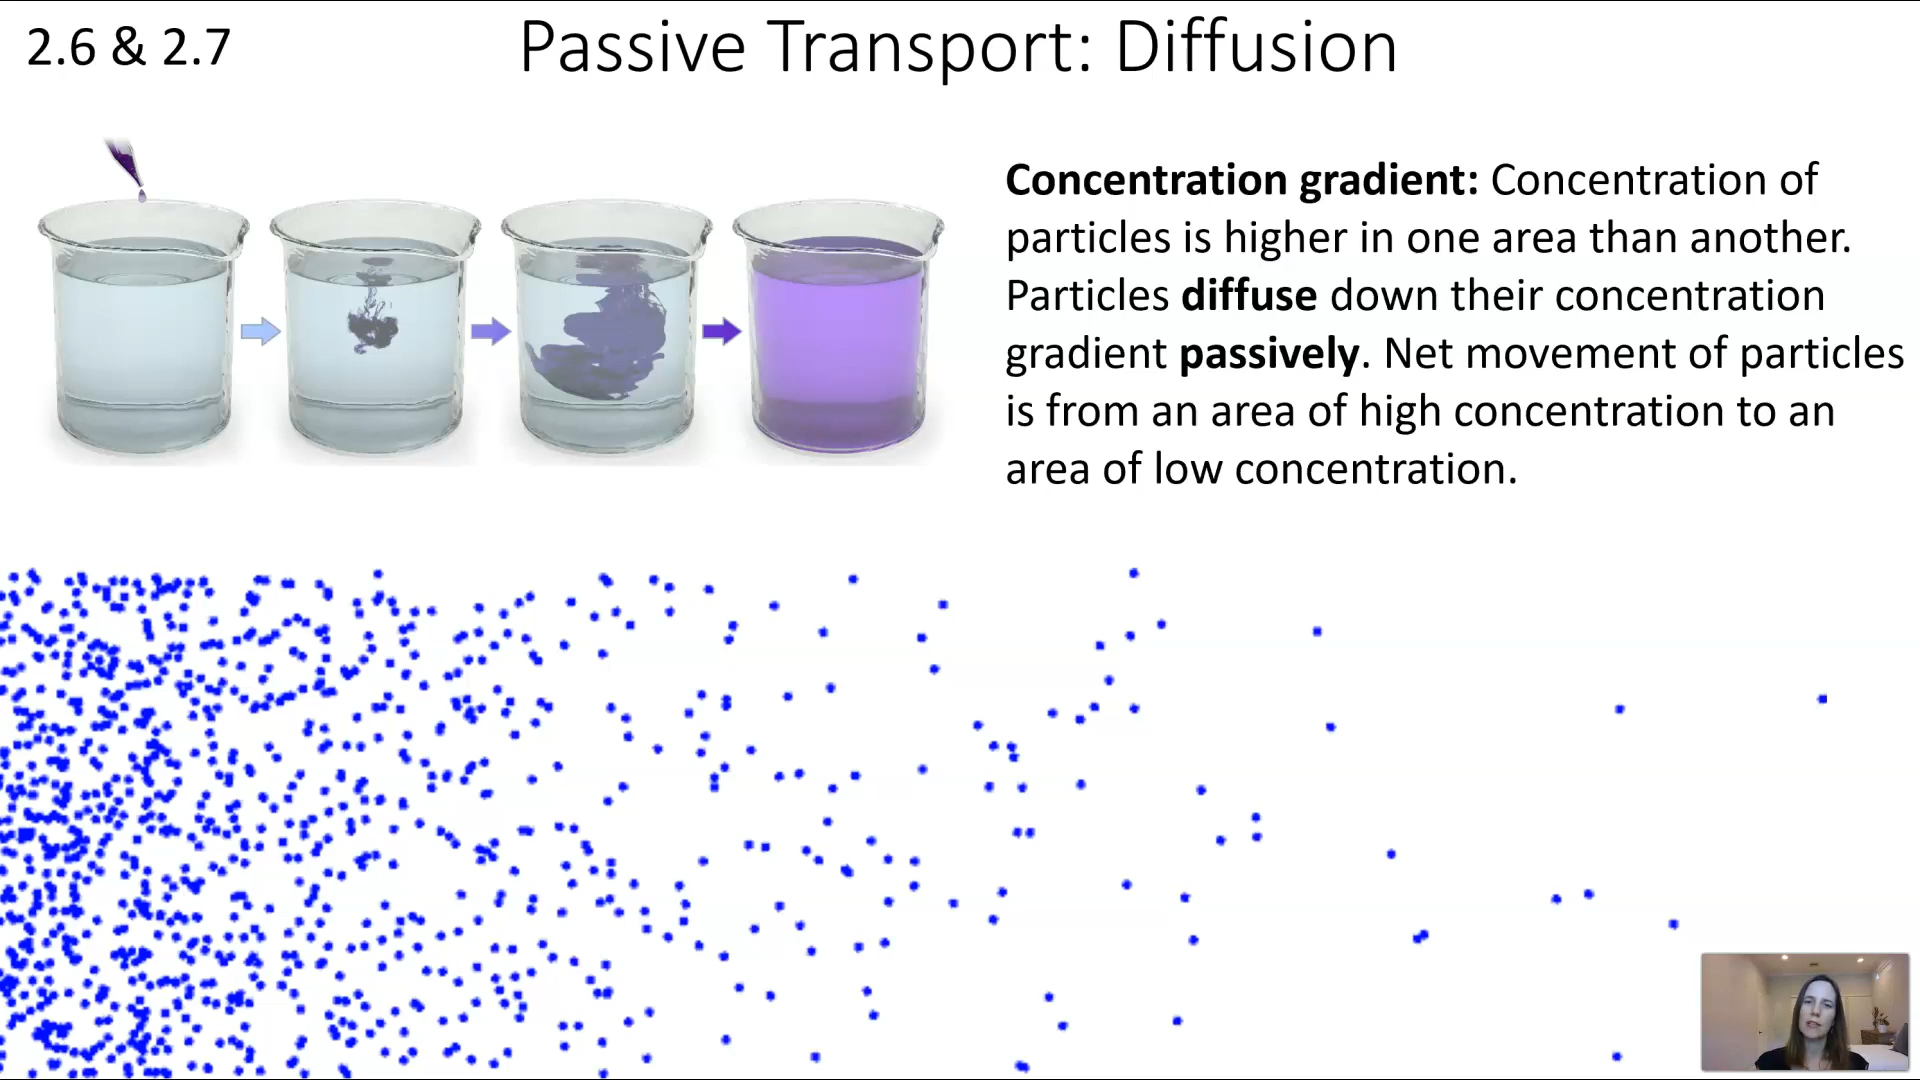 2.6 & 2.7
Passive Transport: Diffusion
Concentration gradient: Concentration of
particles is higher in one area than another.
Particles diffuse down their concentration
gradient passively. Net movement of particles
is from an area of high concentration to an
area of low concentration.